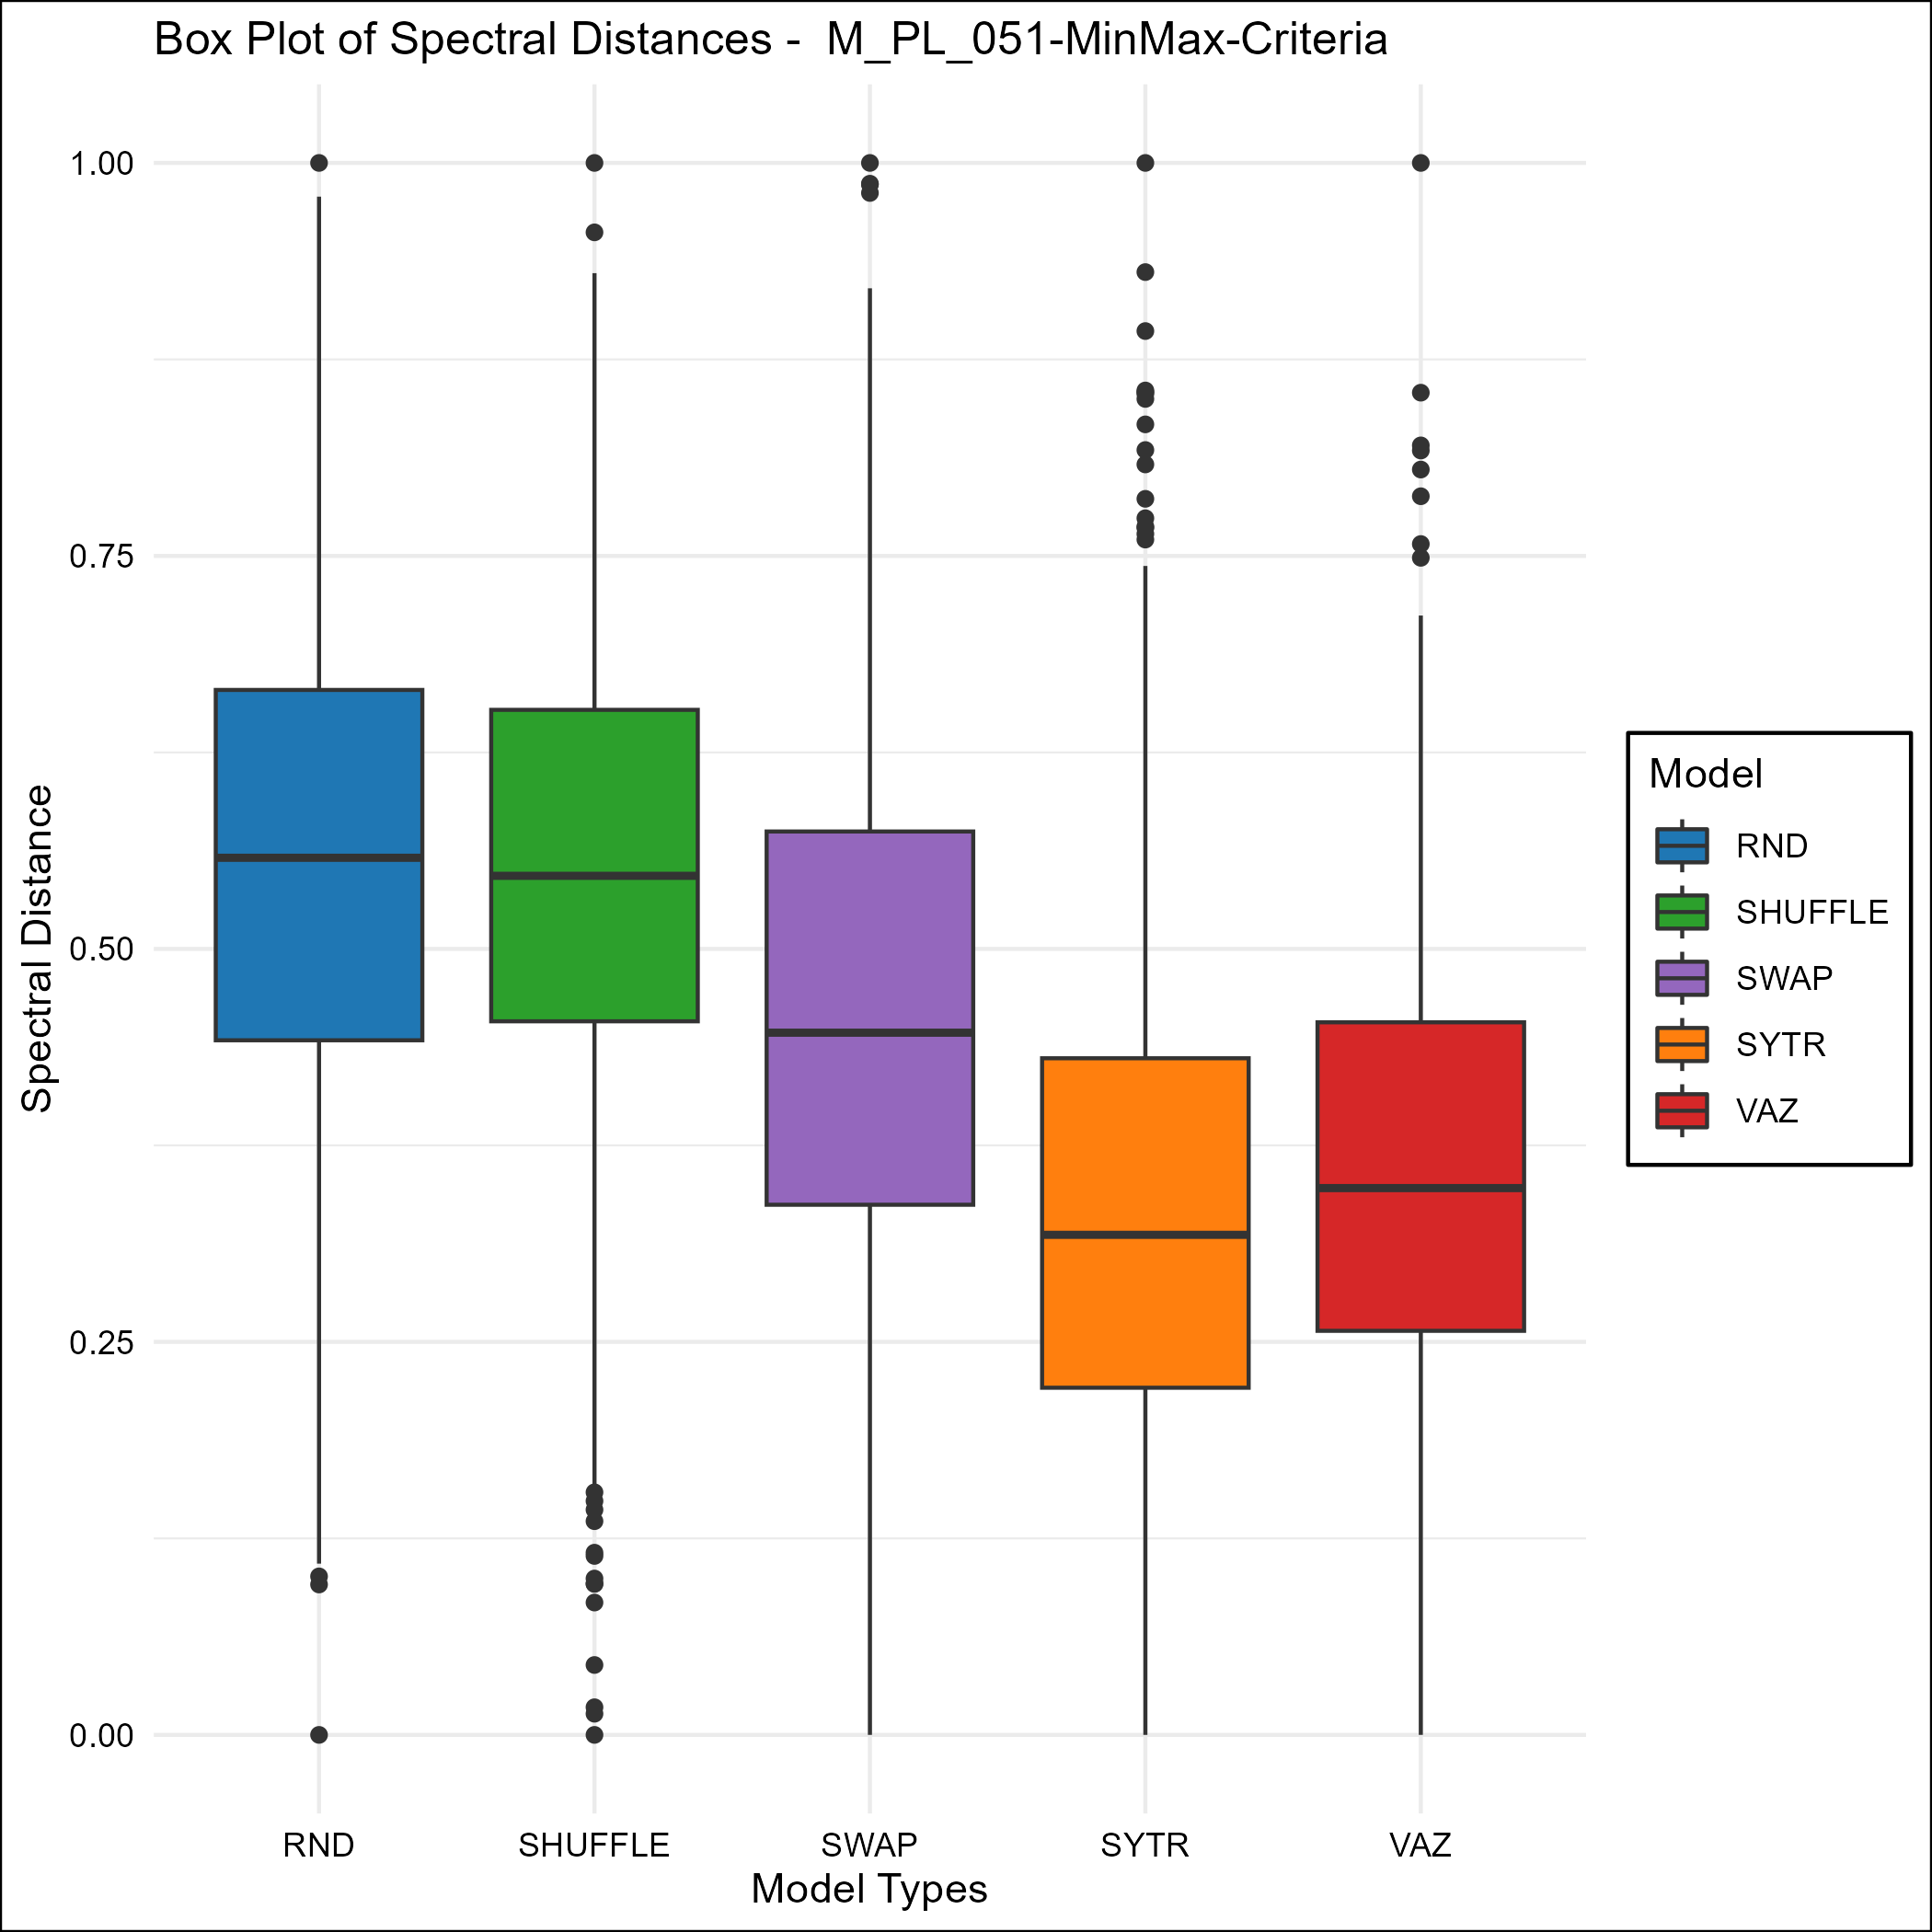 Box Plot of Spectral Distances -  M_PL_051-MinMax-Criteria
1.00
0.75
0.50
0.25
0.00
Spectral Distance
RND
SHUFFLE
SWAP
SYTR
VAZ
Model Types
Model
RND
SHUFFLE
SWAP
SYTR
VAZ